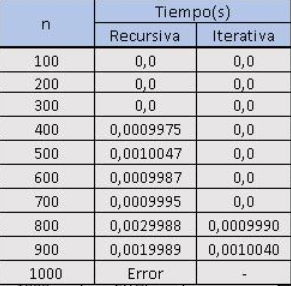 n Tiempo(s)
Recursiva Iterativa
100 0,0 0,0
200 0,0 0,0
300 0,0 0,0
400 0,0009975 0,0
500 0,0010047 0,0
600 0,0009987 0,0
700 0,0009995 0,0
800 0,0029988 0,0009990
900 0,0019989 0,0010040
1000 Error -